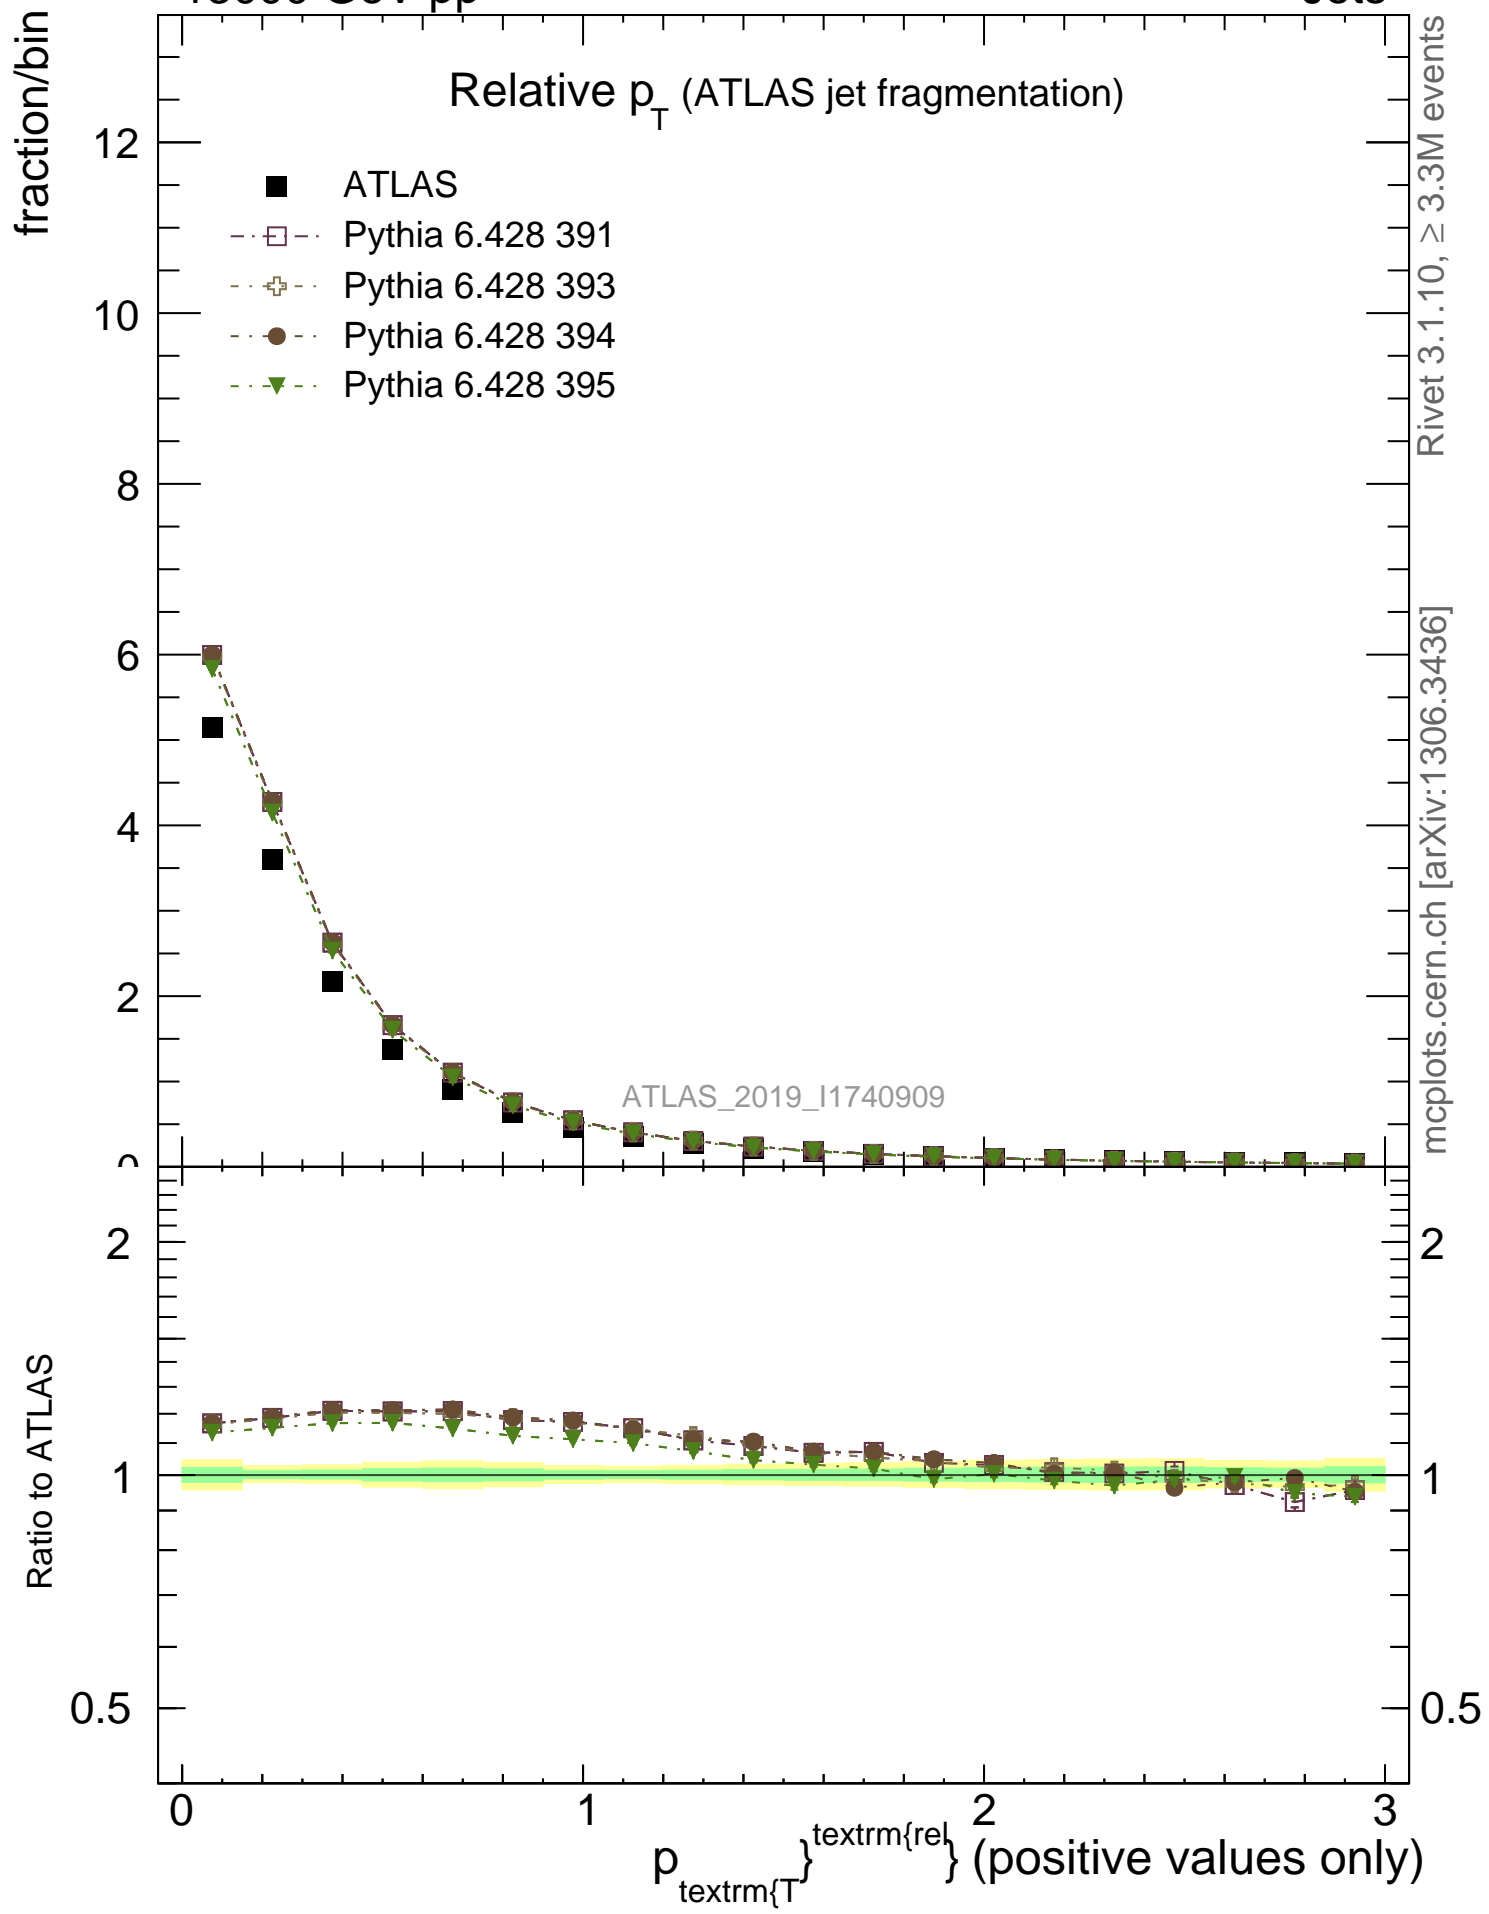 fraction/bin
Relative p_T (ATLAS jet fragmentation)
ATLAS
Pythia 6.428 391
Pythia 6.428 393
Pythia 6.428 394
Pythia 6.428 395
12
10
8
6
4
2
0
ATLAS_2019_I1740909
Rivet 3.1.10, ≥ 3.3M events
mcplots.cern.ch [arXiv:1306.3436]
Ratio to ATLAS
2
1
0.5
2
1
0.5
0 1 2 3
p_textrm{T}^textrm{rel} (positive values only)